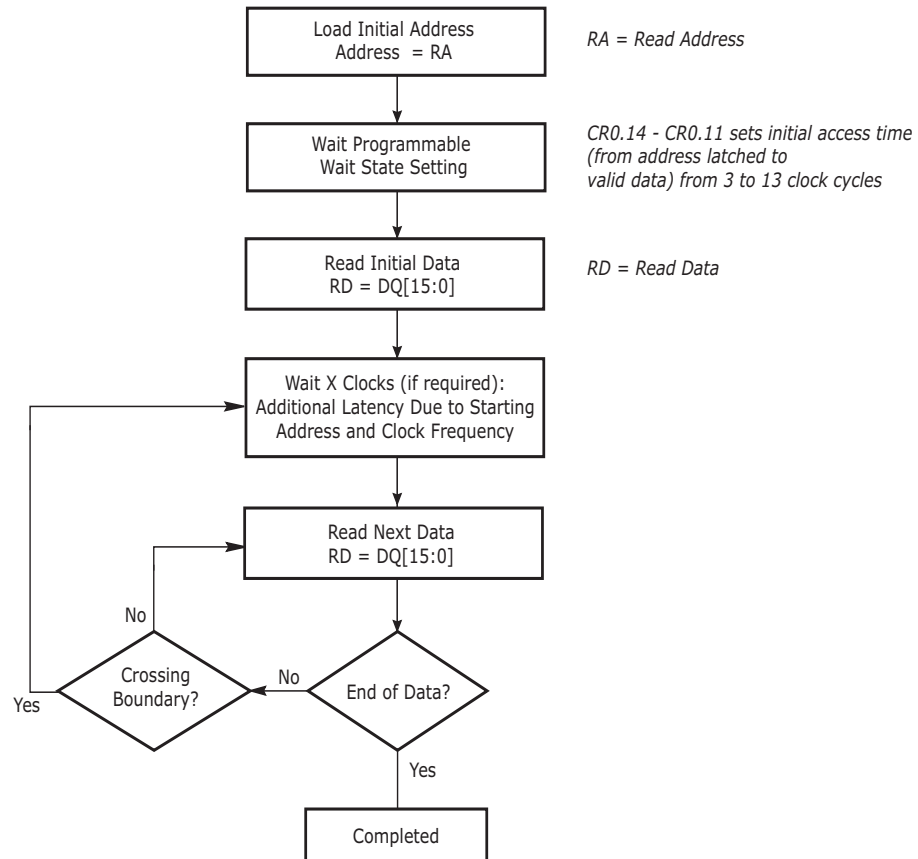 Load Initial Address
Address = RA
RA = Read Address
Wait Programmable
Wait State Setting
CR0.14 - CR0.11 sets initial access time
(from address latched to
valid data) from 3 to 13 clock cycles
Read Initial Data
RD = DQ[15:0]
RD = Read Data
Wait X Clocks (if required):
Additional Latency Due to Starting
Address and Clock Frequency
Read Next Data
RD = DQ[15:0]
No
Crossing
Boundary?
Yes
No
End of Data?
Yes
Completed